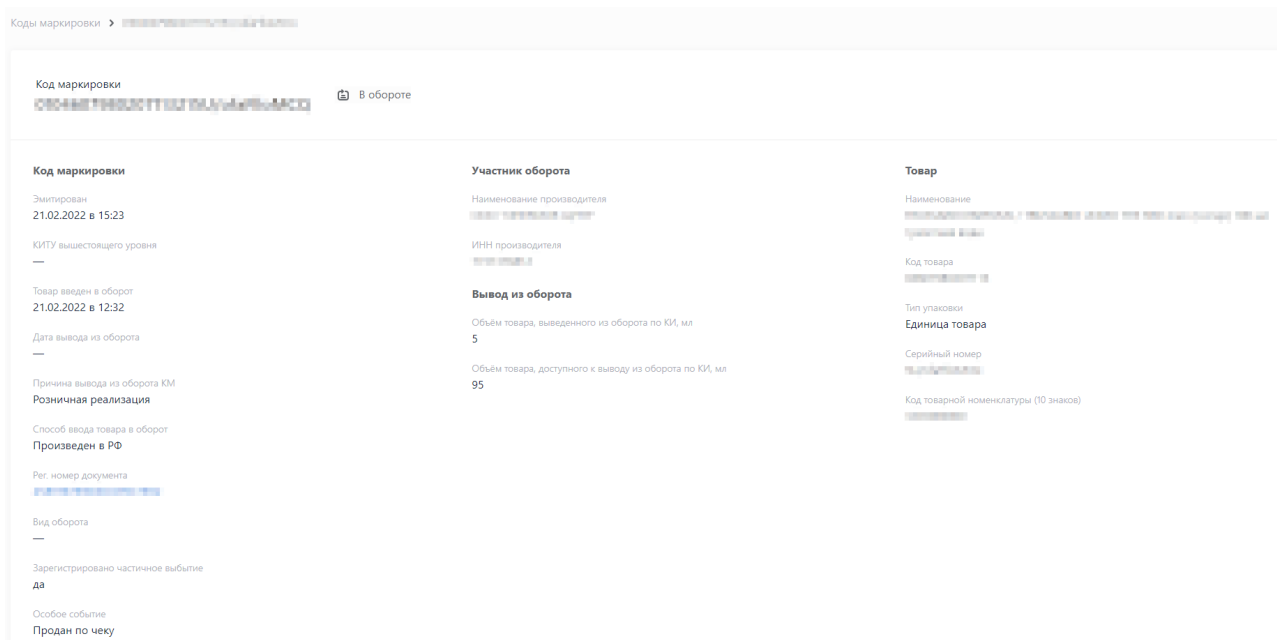 Коды маркировки >
Код маркировки
В обороте
Код маркировки
Эмитирован
21.02.2022 в 15:23
КИТУ вышестоящего уровня
—
Товар введен в оборот
21.02.2022 в 12:32
Дата вывода из оборота
—
Причина вывода из оборота КМ
Розничная реализация
Способ ввода товара в оборот
Произведен в РФ
Рег. номер документа
Вид оборота
—
Зарегистрировано частичное выбытие
да
Особое событие
Продан по чеку
Участник оборота
Наименование производителя
ИНН производителя
Вывод из оборота
Объём товара, выведенного из оборота по КИ, мл
5
Объём товара, доступного к выводу из оборота по КИ, мл
95
Товар
Наименование
Код товара
Тип упаковки
Единица товара
Серийный номер
Код товарной номенклатуры (10 знаков)